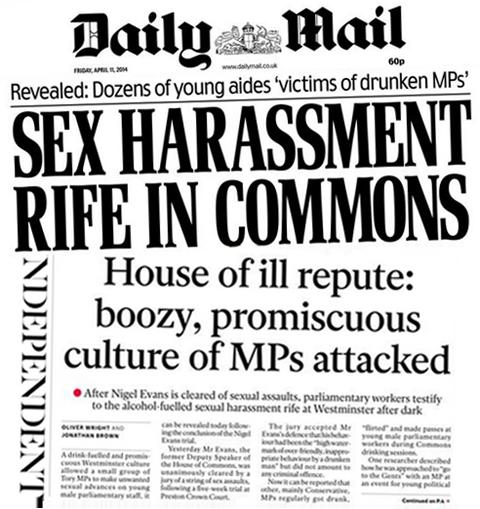 Daily Mail
FRIDAY, APRIL 11, 2014
www.dailymail.co.uk
60p
Revealed: Dozens of young aides ‘victims of drunken MPs’
SEX HARASSMENT
RIFE IN COMMONS
NDEPENDENT
House of ill repute:
boozy, promiscuous
culture of MPs attacked
● After Nigel Evans is cleared of sexual assaults, parliamentary workers testify
to the alcohol-fuelled sexual harassment rife at Westminster after dark
OLIVER WRIGHT AND
JONATHAN BROWN
A drink-fuelled and promis-
cuous Westminster culture
allowed a small group of
Tory MPs to make unwanted
sexual advances on young
male parliamentary staff, it
can be revealed today follow-
ing the conclusion of the Nigel
Evans trial.
Yesterday Mr Evans, the
former Deputy Speaker of
the House of Commons, was
unanimously cleared by a
jury of a string of sex assaults,
following a five-week trial at
Preston Crown Court.
The jury accepted Mr
Evans's defence that his behav-
iour had been the “high water-
mark of over-friendly, inappro-
priate behaviour by a drunken
man” but did not amount to
any criminal offence.
Now it can be reported that
other, mainly Conservative,
MPs regularly got drunk,
“flirted” and made passes at
young male parliamentary
workers during Commons
drinking sessions.
One researcher described
how he was approached to “go
to the Gents” with an MP at
an event for young political
Continued on P.4